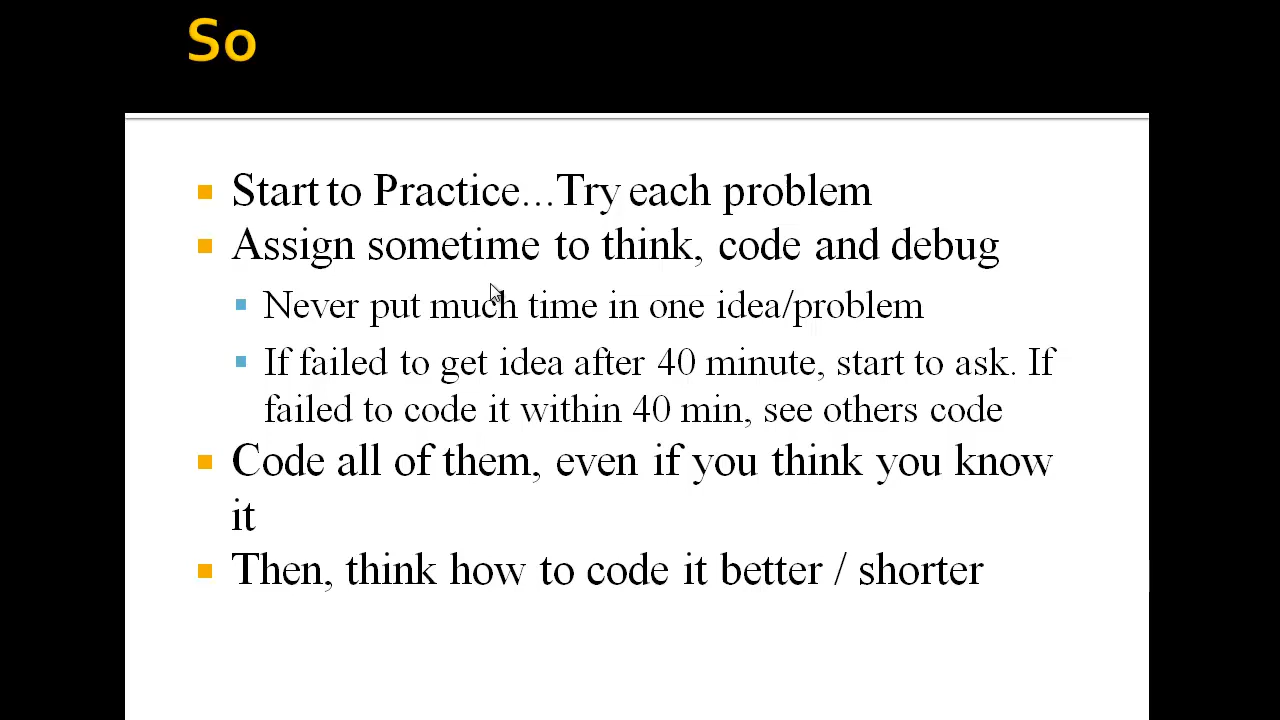 So
Start to Practice...Try each problem
Assign sometime to think, code and debug
Never put much time in one idea/problem
If failed to get idea after 40 minute, start to ask. If
failed to code it within 40 min, see others code
Code all of them, even if you think you know
it
Then, think how to code it better / shorter